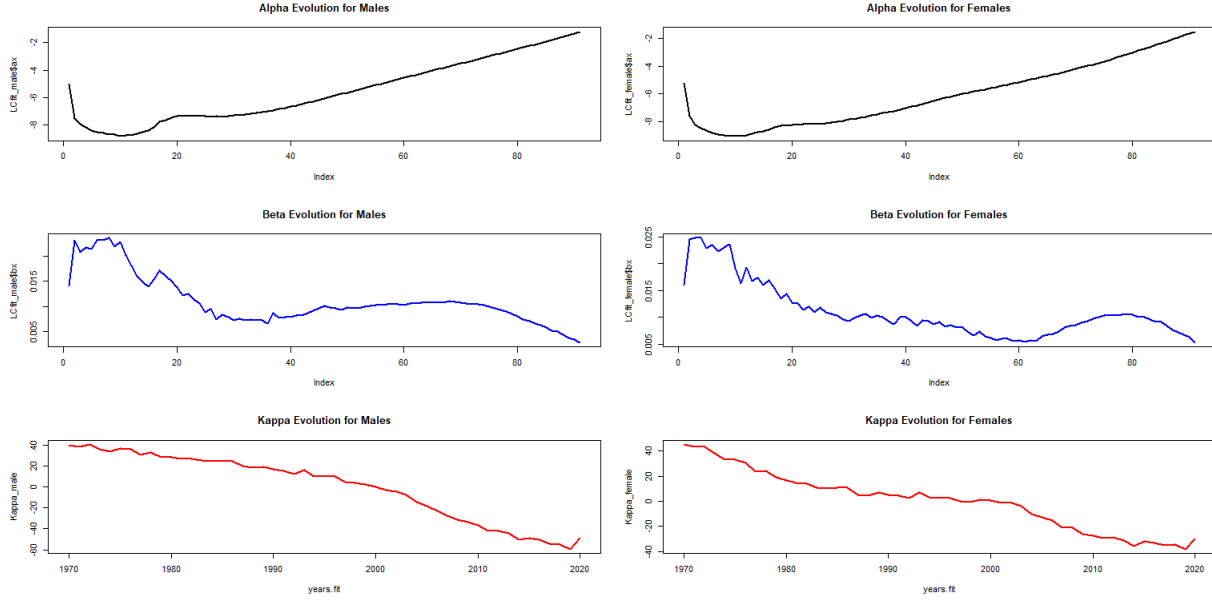 Alpha Evolution for Males
LCfit_male$ax
-2
-4
-6
-8
0 20 40 60 80
Index
Alpha Evolution for Females
LCfit_female$ax
-2
-4
-6
-8
0 20 40 60 80
Index
Beta Evolution for Males
LCfit_male$bx
0.015
0.005
0 20 40 60 80
Index
Beta Evolution for Females
LCfit_female$bx
0.025
0.015
0.005
0 20 40 60 80
Index
Kappa Evolution for Males
Kappa_male
40
20
0
-20
-40
-60
1970 1980 1990 2000 2010 2020
years.fit
Kappa Evolution for Females
Kappa_female
40
20
0
-20
-40
1970 1980 1990 2000 2010 2020
years.fit